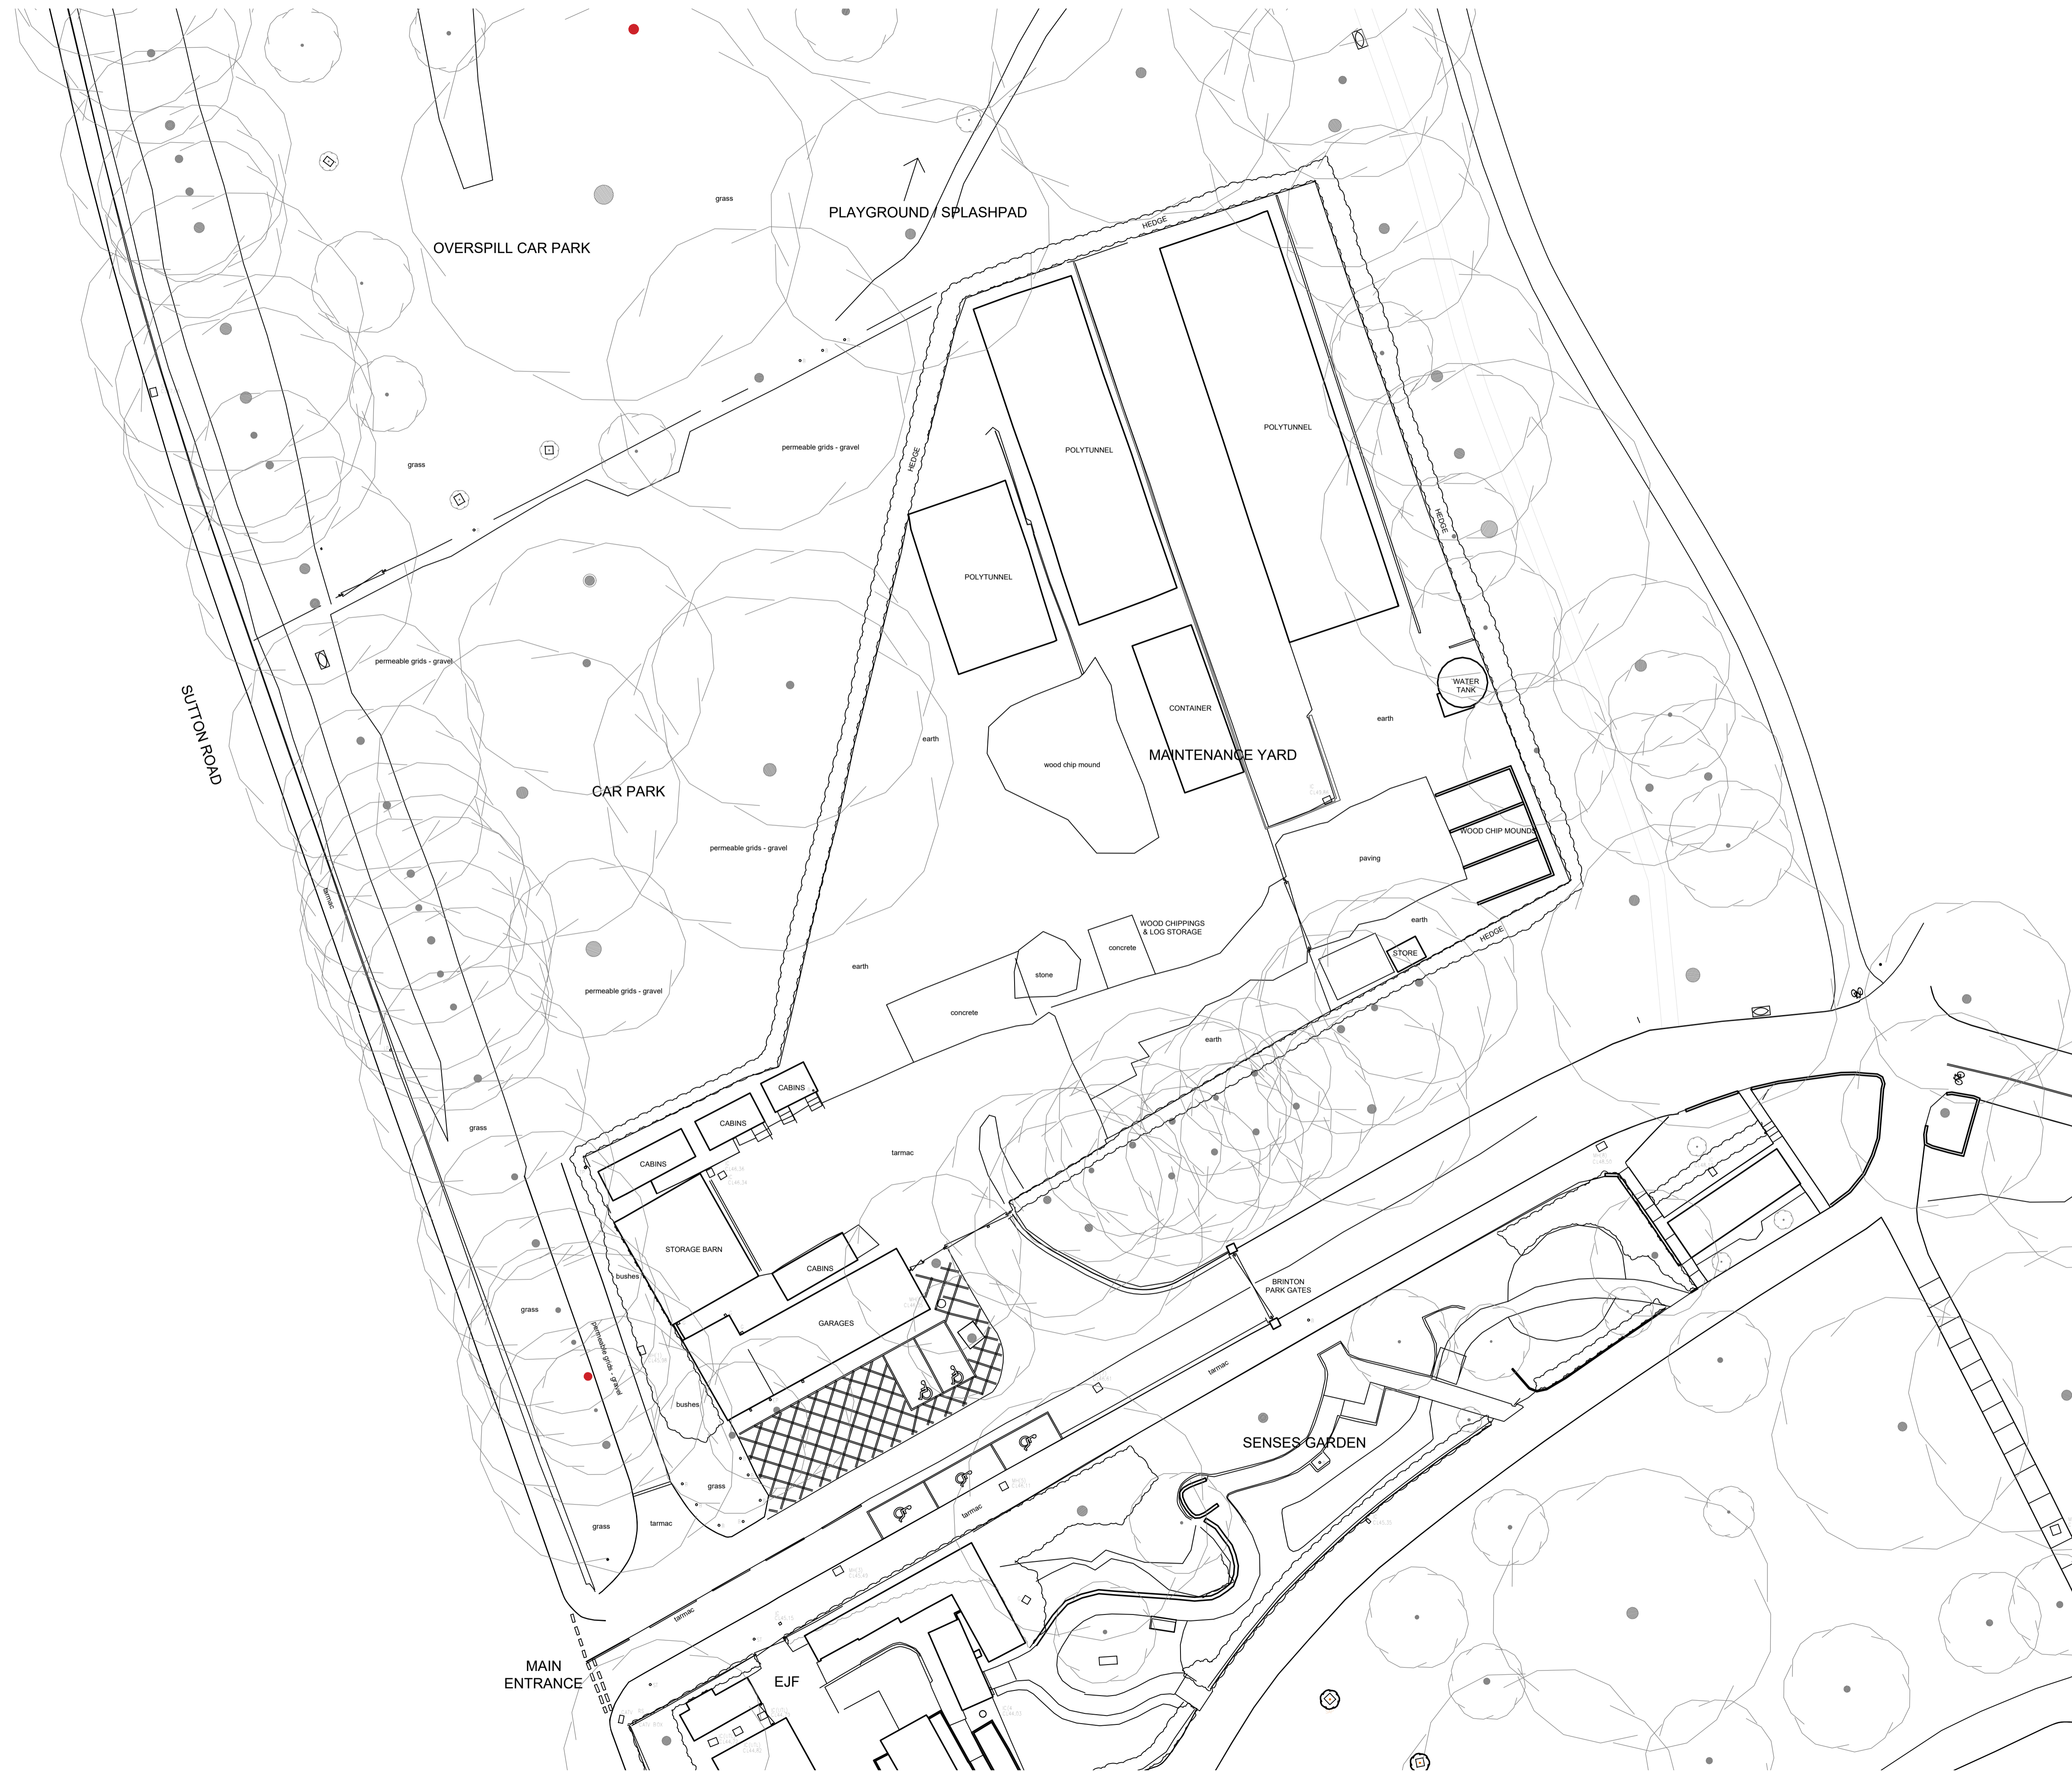 grass
PLAYGROUND / SPLASHPAD
HEDGE
OVERSPILL CAR PARK
POLYTUNNEL
permeable grids - gravel
POLYTUNNEL
HEDGE
grass
HEDGE
POLYTUNNEL
permeable grids - gravel
WATER
TANK
SUTTON ROAD
CONTAINER
earth
earth
MAINTENANCE YARD
wood chip mound
CAR PARK
WOOD CHIP MOUNDS
permeable grids - gravel
paving
tarmac
WOOD CHIPPINGS
& LOG STORAGE
earth
HEDGE
concrete
STORE
earth
stone
permeable grids - gravel
concrete
earth
CABINS
CABINS
grass
tarmac
CABINS
STORAGE BARN
CABINS
bushes
BRINTON
PARK GATES
grass
GARAGES
permeable grids - gravel
tarmac
bushes
SENSES GARDEN
grass
tarmac
grass
tarmac
tarmac
MAIN
ENTRANCE
EJF